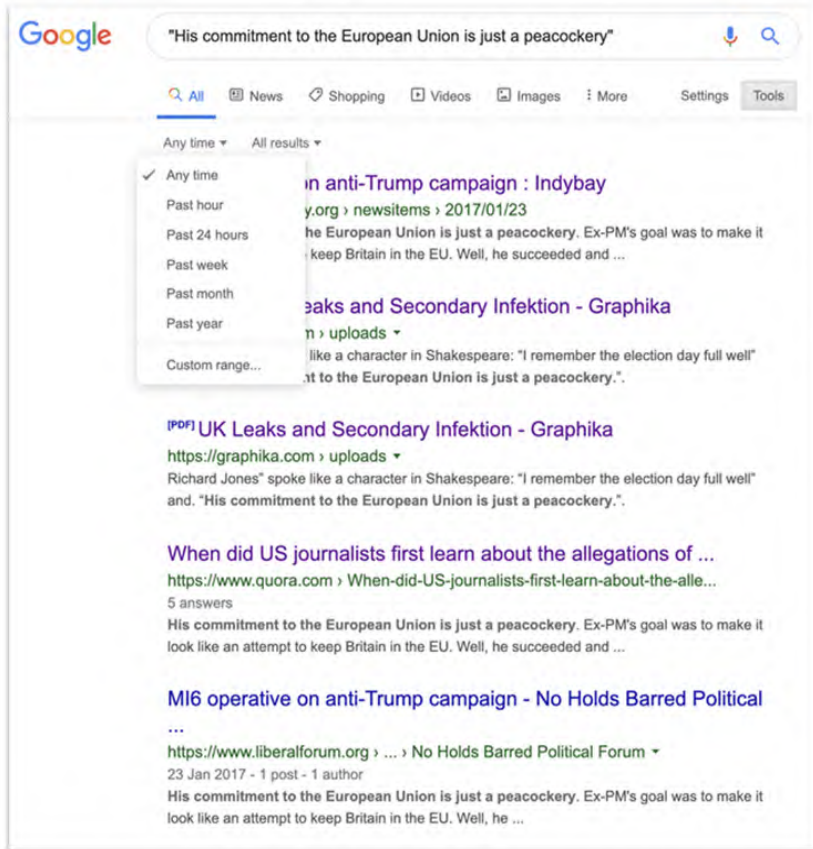 Google
"His commitment to the European Union is just a peacockery"
All News Shopping Videos Images More Settings Tools
Any time All results
Any time
Past hour
Past 24 hours
Past week
Past month
Past year
Custom range...
n anti-Trump campaign : Indybay
y.org › newsitems › 2017/01/23
he European Union is just a peacockery. Ex-PM's goal was to make it
keep Britain in the EU. Well, he succeeded and ...
eaks and Secondary Infektion - Graphika
m › uploads
like a character in Shakespeare: "I remember the election day full well"
nt to the European Union is just a peacockery.".
[PDF] UK Leaks and Secondary Infektion - Graphika
https://graphika.com › uploads
Richard Jones" spoke like a character in Shakespeare: "I remember the election day full well"
and. "His commitment to the European Union is just a peacockery.".
When did US journalists first learn about the allegations of ...
https://www.quora.com › When-did-US-journalists-first-learn-about-the-alle...
5 answers
His commitment to the European Union is just a peacockery. Ex-PM's goal was to make it
look like an attempt to keep Britain in the EU. Well, he succeeded and ...
MI6 operative on anti-Trump campaign - No Holds Barred Political
...
https://www.liberalforum.org › ... › No Holds Barred Political Forum
23 Jan 2017 - 1 post - 1 author
His commitment to the European Union is just a peacockery. Ex-PM's goal was to make it
look like an attempt to keep Britain in the EU. Well, he ...